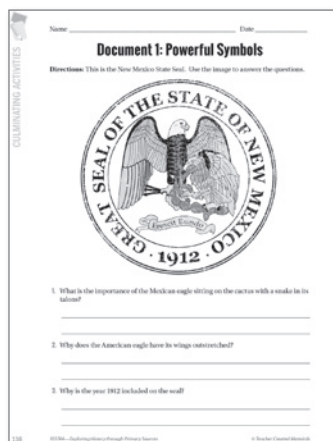 CULMINATING ACTIVITIES
Name Date
Document 1: Powerful Symbols
Directions: This is the New Mexico State Seal. Use the image to answer the questions.
GREAT SEAL OF THE STATE OF NEW MEXICO
· 1912 ·
1. What is the importance of the Mexican eagle sitting on the cactus with a snake in its
talons?
2. Why does the American eagle have its wings outstretched?
3. Why is the year 1912 included on the seal?
© Teacher Created Materials